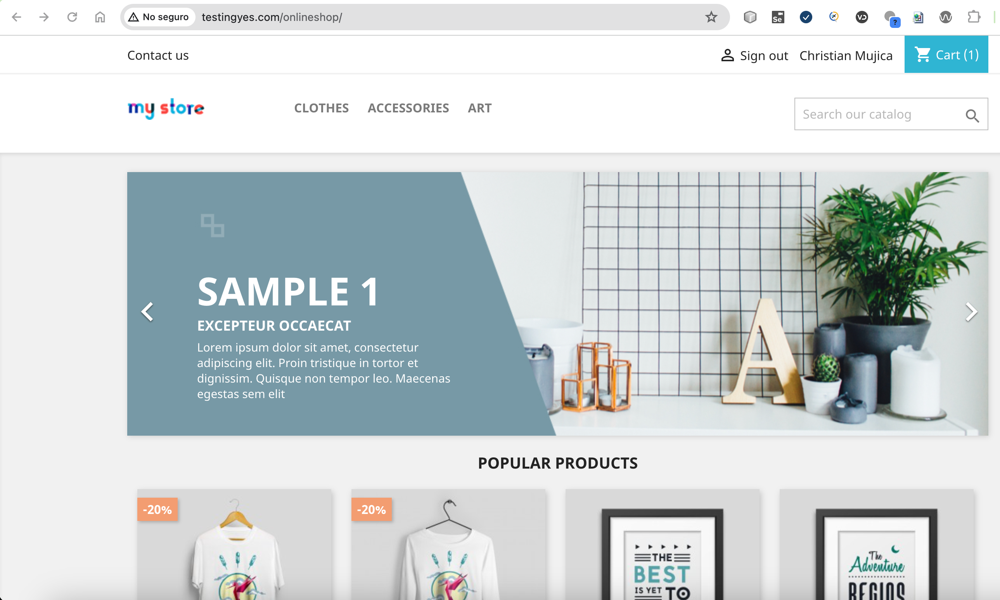 No seguro
testingyes.com/onlineshop/
Se
VD
?
Contact us
Sign out
Christian Mujica
Cart (1)
my store
CLOTHES
ACCESSORIES
ART
Search our catalog
SAMPLE 1
EXCEPTEUR OCCAECAT
Lorem ipsum dolor sit amet, consectetur
adipiscing elit. Proin tristique in tortor et
dignissim. Quisque non tempor leo. Maecenas
egestas sem elit
A
POPULAR PRODUCTS
-20%
-20%
THE
BEST
IS YET TO
The
Adventure
BEGINS